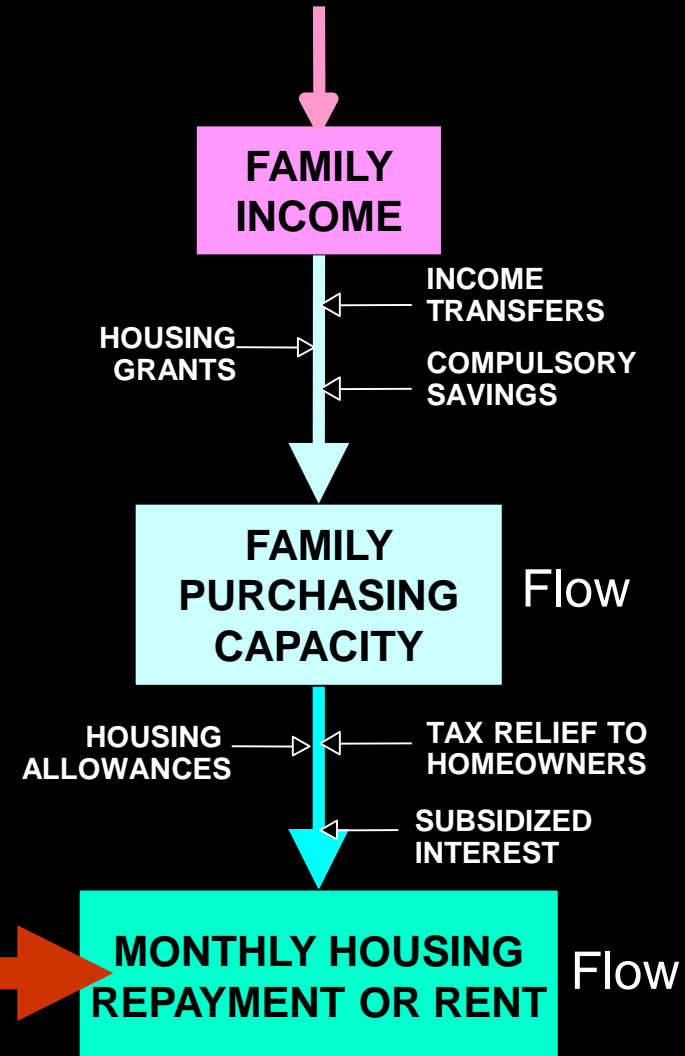 FAMILY
INCOME
INCOME
TRANSFERS
HOUSING
GRANTS
COMPULSORY
SAVINGS
FAMILY
PURCHASING
CAPACITY
Flow
HOUSING
ALLOWANCES
TAX RELIEF TO
HOMEOWNERS
SUBSIDIZED
INTEREST
MONTHLY HOUSING
REPAYMENT OR RENT
Flow